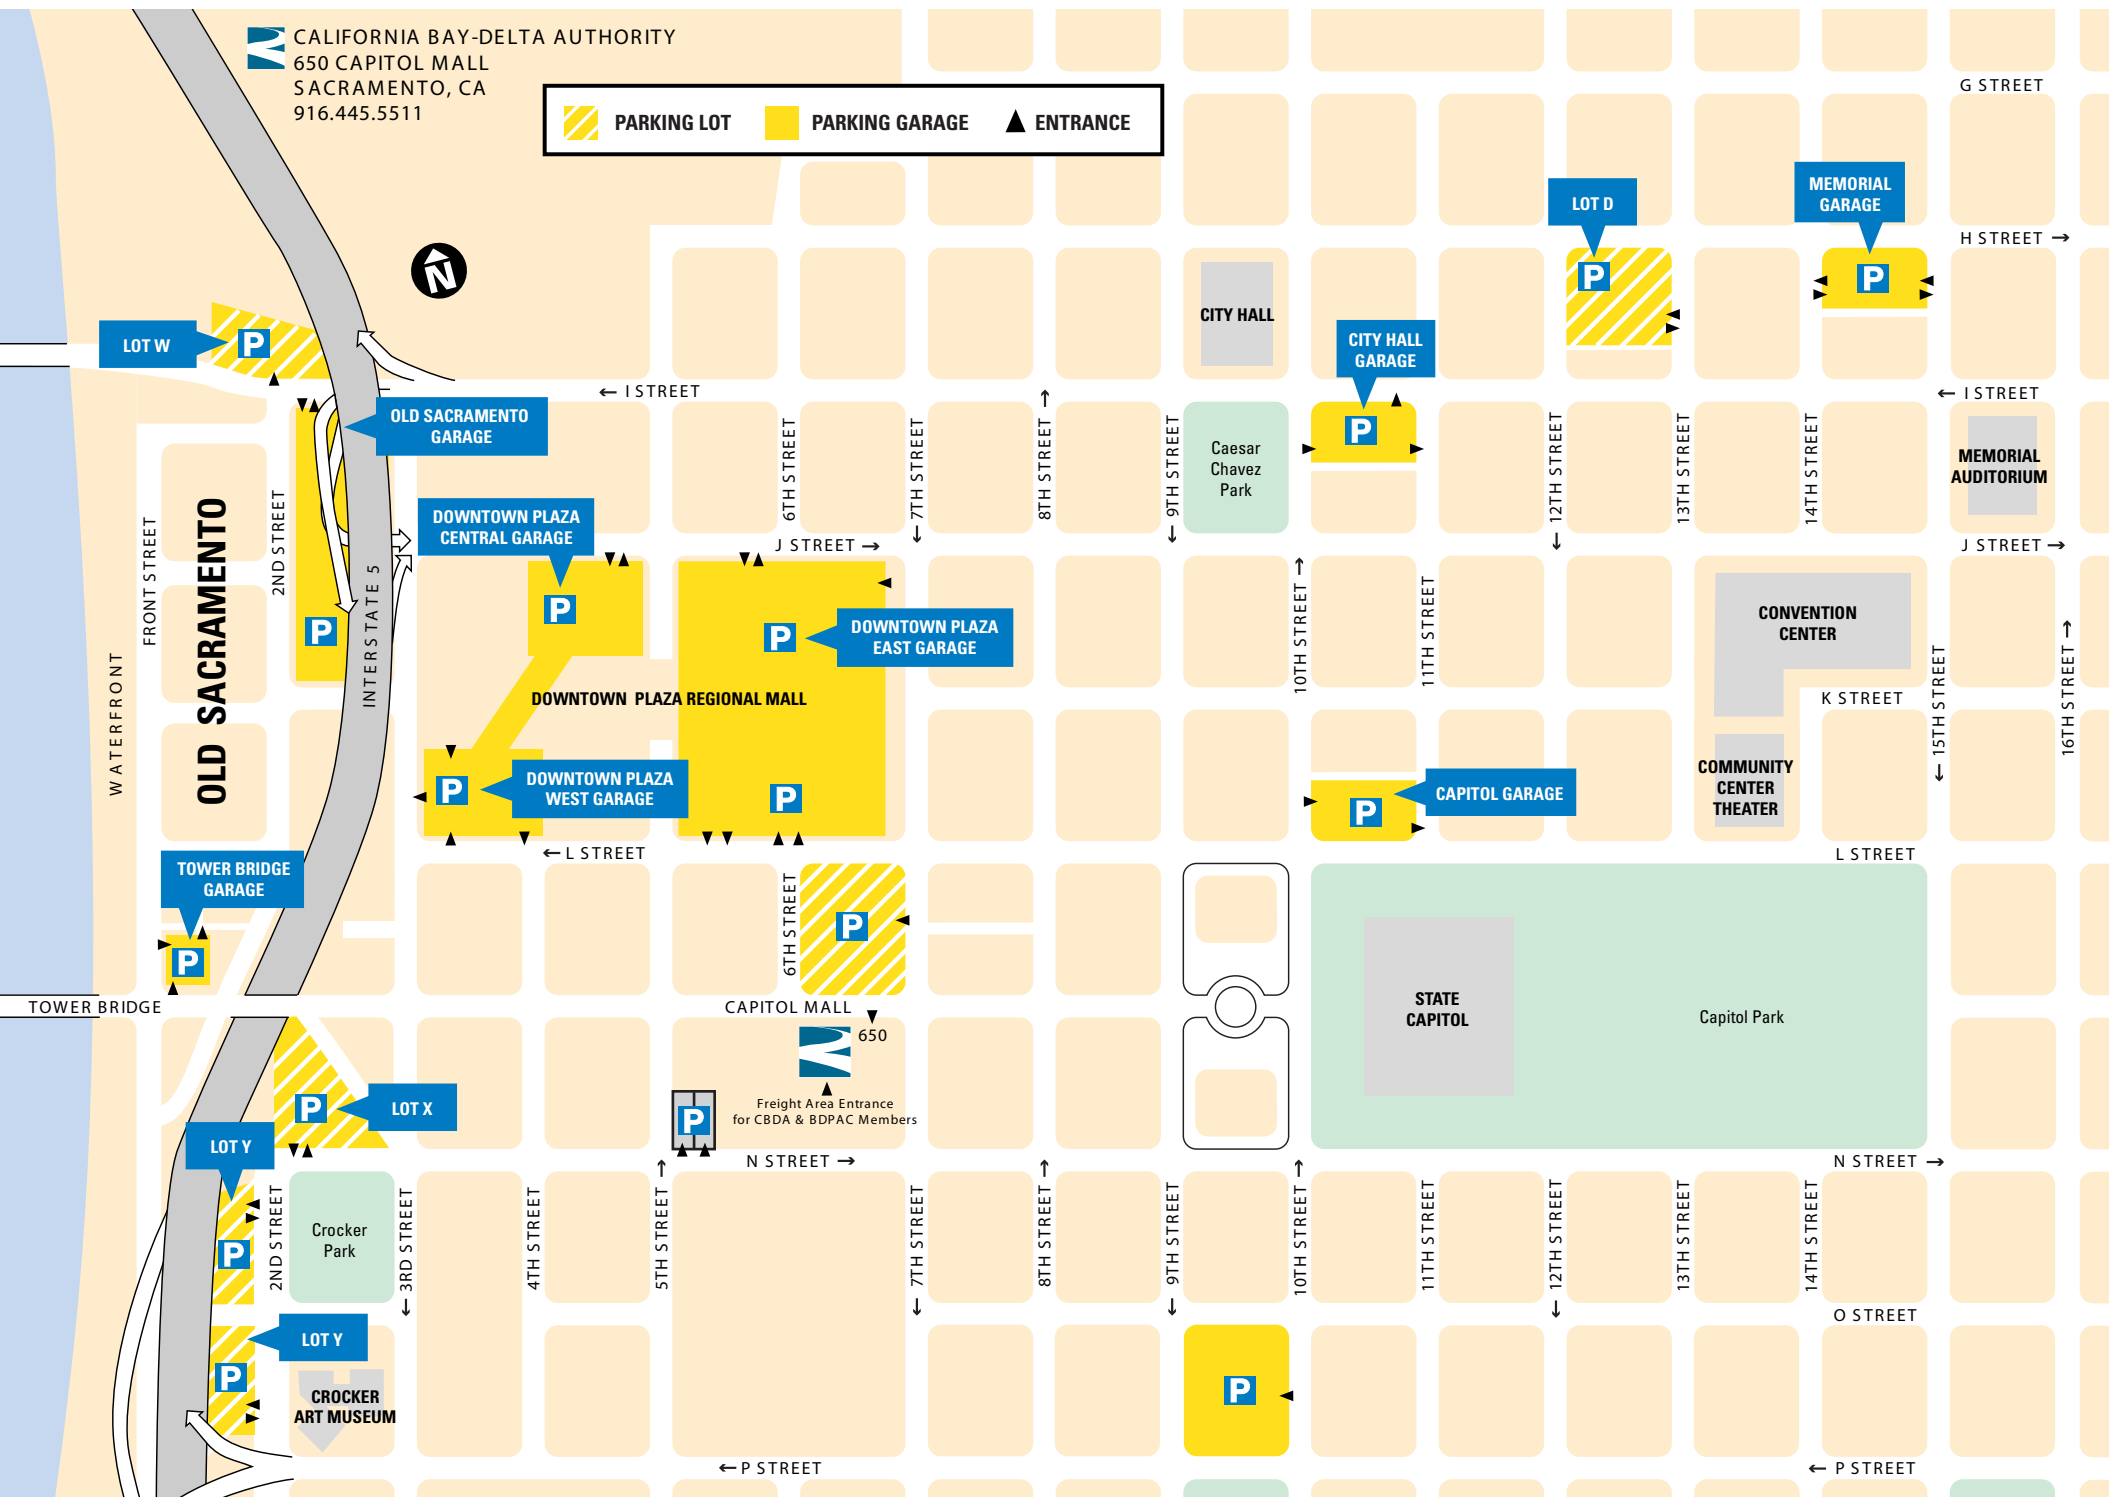 CALIFORNIA BAY-DELTA AUTHORITY
650 CAPITOL MALL
SACRAMENTO, CA
916.445.5511
PARKING LOT
PARKING GARAGE
ENTRANCE
G STREET
MEMORIAL
GARAGE
LOT D
P
P
H STREET →
N
CITY HALL
CITY HALL
GARAGE
P
LOT W
P
← I STREET
← I STREET
OLD SACRAMENTO
GARAGE
P
6TH STREET
7TH STREET →
8TH STREET →
9TH STREET →
Caesar
Chavez
Park
12TH STREET →
13TH STREET
14TH STREET
MEMORIAL
AUDITORIUM
FRONT STREET
OLD SACRAMENTO
2ND STREET
INTERSTATE 5
WATERFRONT
DOWNTOWN PLAZA
CENTRAL GARAGE
P
J STREET →
J STREET →
DOWNTOWN PLAZA
EAST GARAGE
P
P
10TH STREET →
11TH STREET
CONVENTION
CENTER
15TH STREET
16TH STREET →
DOWNTOWN PLAZA REGIONAL MALL
K STREET
DOWNTOWN PLAZA
WEST GARAGE
P
CAPITOL GARAGE
P
COMMUNITY
CENTER
THEATER
← L STREET
L STREET
TOWER BRIDGE
GARAGE
P
6TH STREET
P
TOWER BRIDGE
CAPITOL MALL
650
STATE
CAPITOL
Capitol Park
LOT X
P
P
Freight Area Entrance
for CBDA & BDPAC Members
LOT Y
P
N STREET →
N STREET →
2ND STREET
Crocker
Park
3RD STREET
4TH STREET
5TH STREET →
7TH STREET
8TH STREET →
9TH STREET
10TH STREET →
11TH STREET
12TH STREET
13TH STREET
14TH STREET
O STREET
LOT Y
P
CROCKER
ART MUSEUM
P
← P STREET
← P STREET